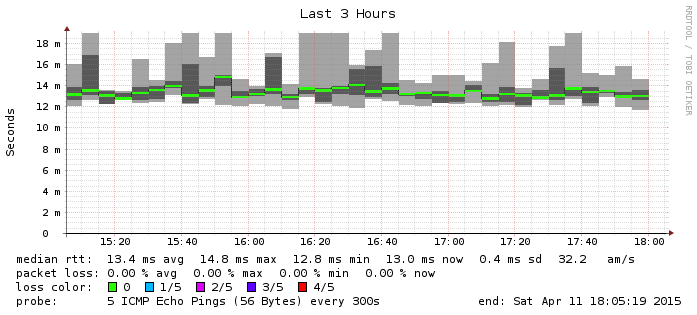 Last 3 Hours
RRDTOOL / TOBI OETIKER
Seconds
18 m
16 m
14 m
12 m
10 m
8 m
6 m
4 m
2 m
0
15:20 15:40 16:00 16:20 16:40 17:00 17:20 17:40 18:00
median rtt: 13.4 ms avg 14.8 ms max 12.8 ms min 13.0 ms now 0.4 ms sd 32.2 am/s
packet loss: 0.00 % avg 0.00 % max 0.00 % min 0.00 % now
loss color: 0 1/5 2/5 3/5 4/5
probe: 5 ICMP Echo Pings (56 Bytes) every 300s end: Sat Apr 11 18:05:19 2015